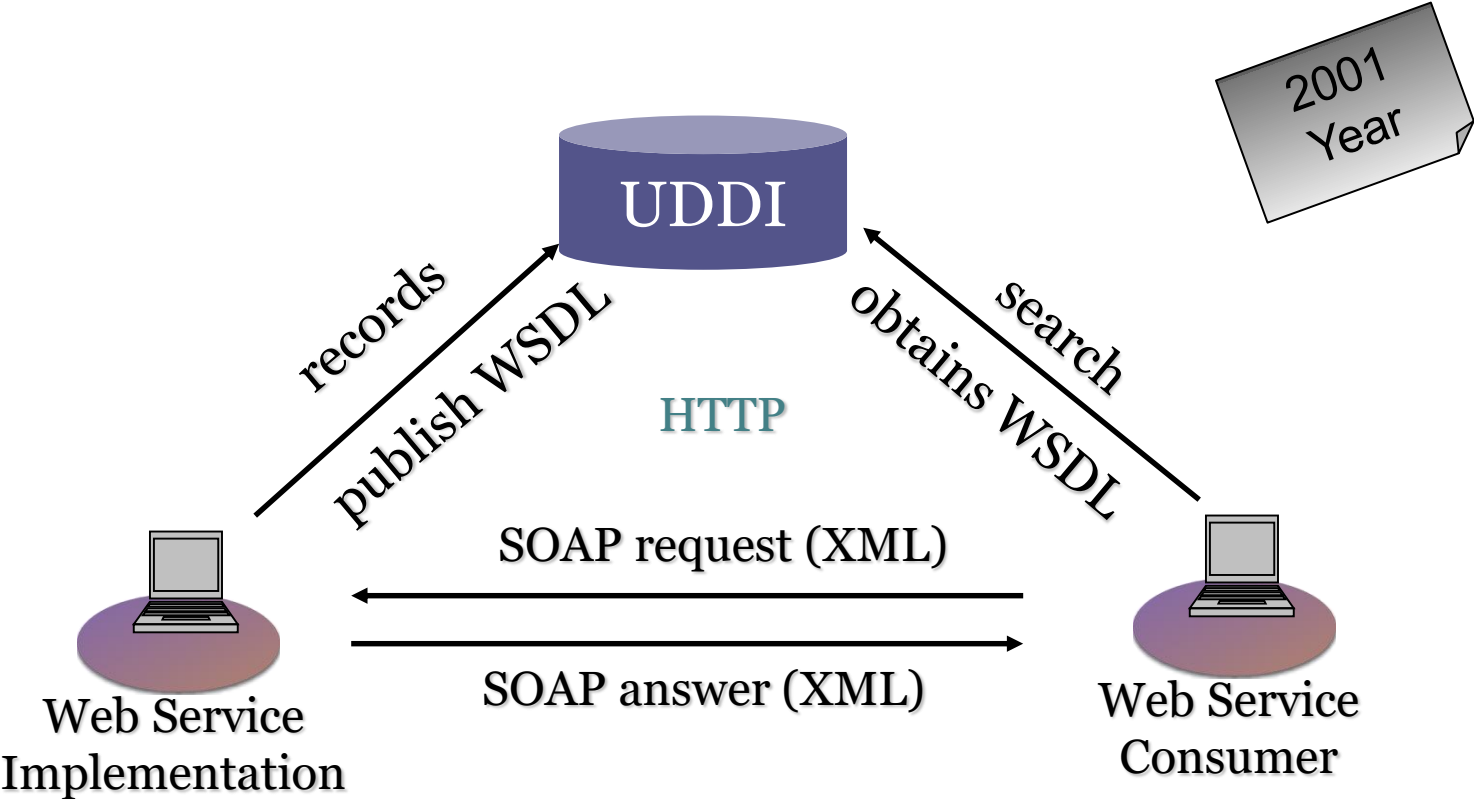 2001
Year
UDDI
records
publish WSDL
search
obtains WSDL
HTTP
SOAP request (XML)
SOAP answer (XML)
Web Service
Implementation
Web Service
Consumer